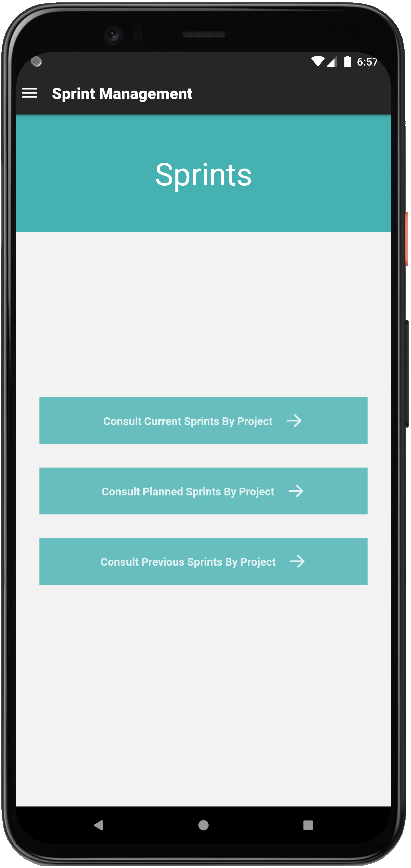 6:57
Sprint Management
Sprints
Consult Current Sprints By Project
Consult Planned Sprints By Project
Consult Previous Sprints By Project